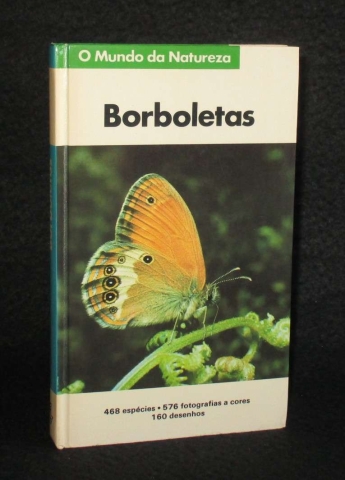 O Mundo da Natureza
Borboletas
468 espécies • 576 fotografias a cores
160 desenhos